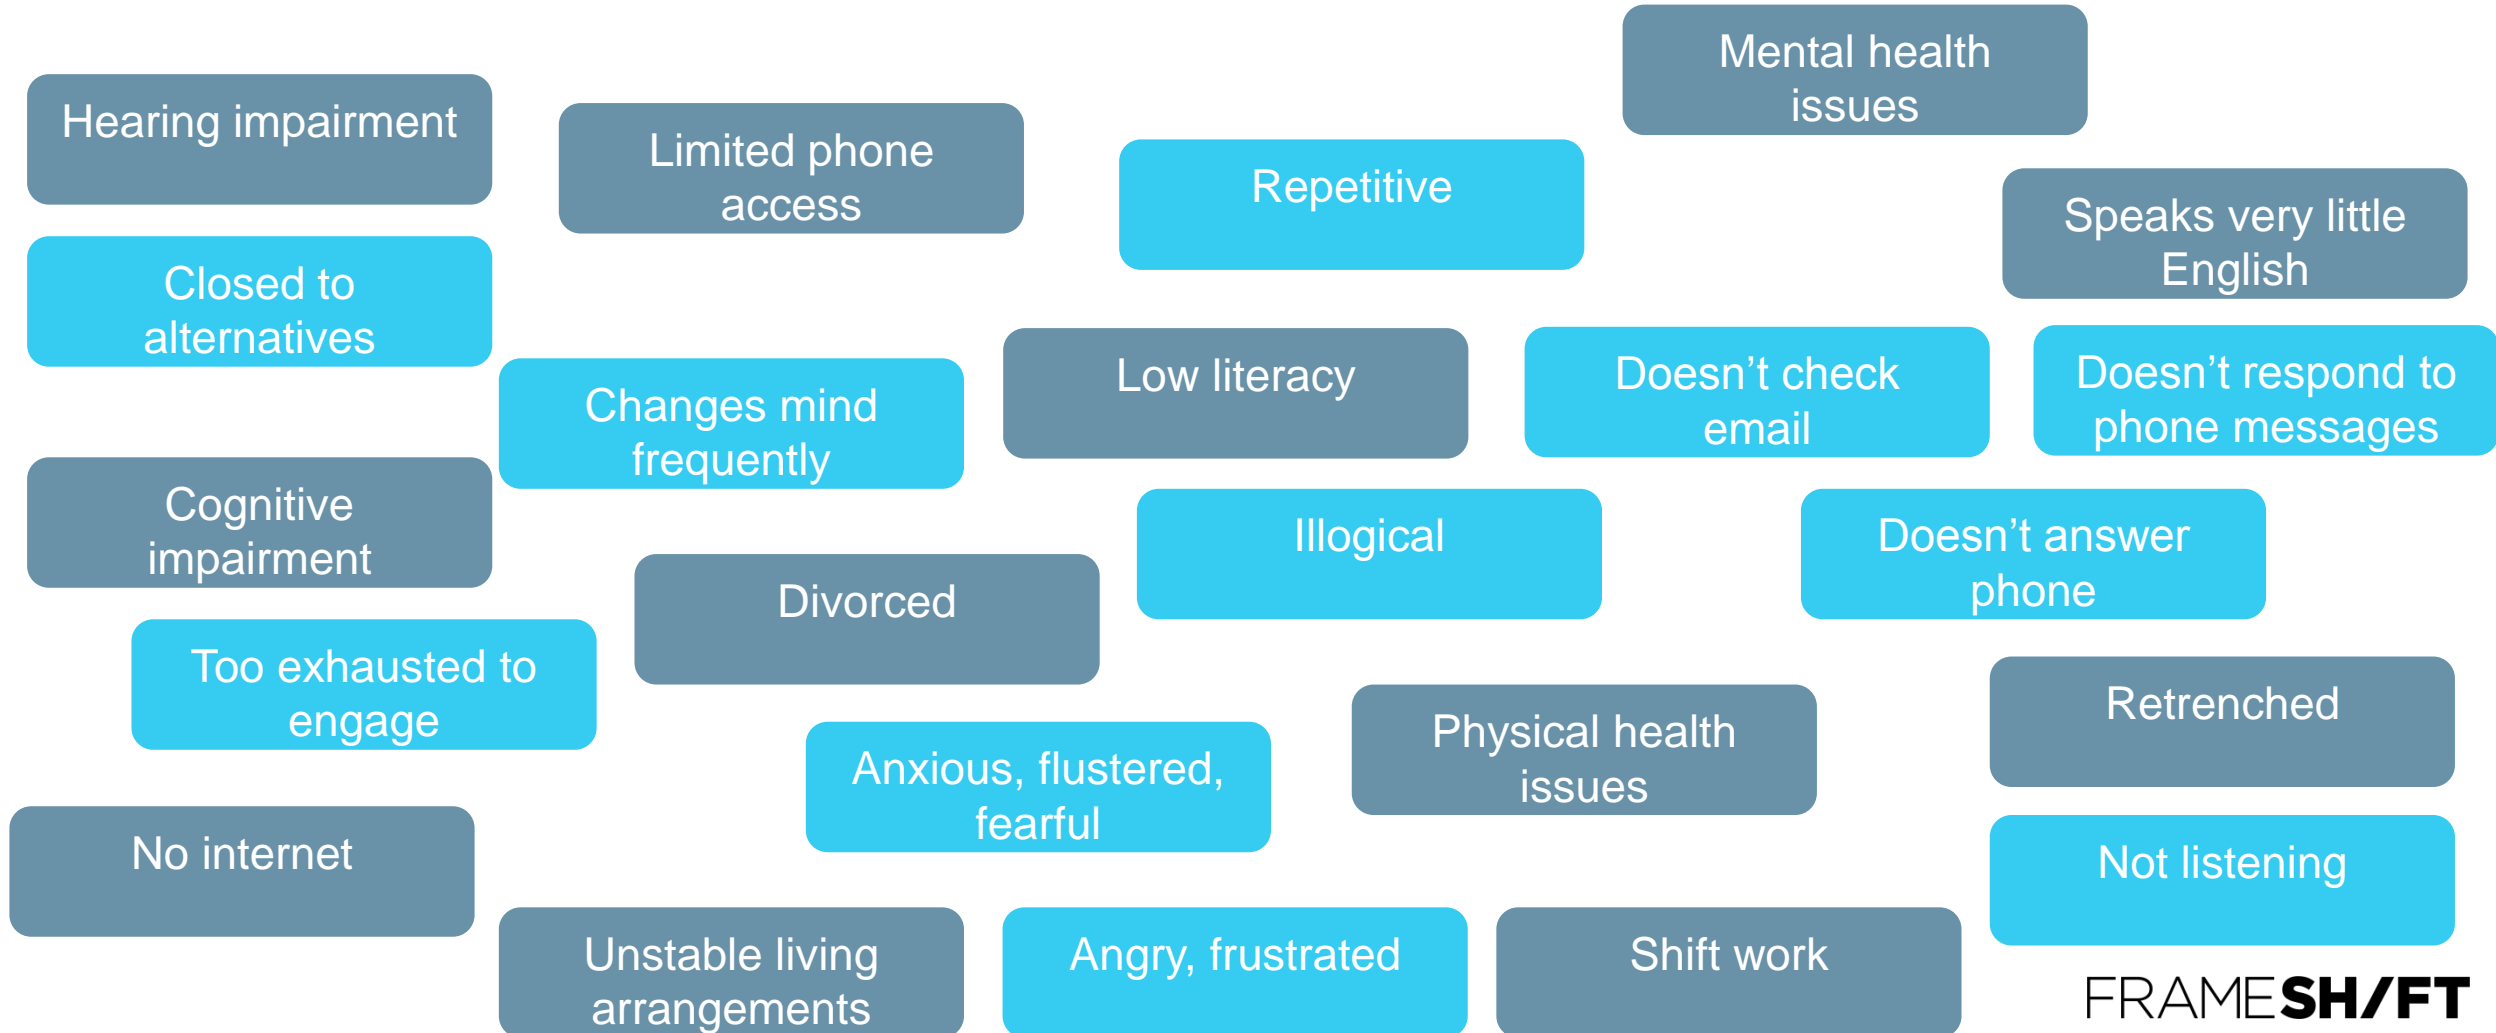 Mental health
issues
Hearing impairment
Limited phone
access
Repetitive
Speaks very little
English
Closed to
alternatives
Changes mind
frequently
Low literacy
Doesn’t check
email
Doesn’t respond to
phone messages
Cognitive
impairment
Illogical
Doesn’t answer
phone
Divorced
Too exhausted to
engage
Anxious, flustered,
fearful
Physical health
issues
Retrenched
No internet
Not listening
Unstable living
arrangements
Angry, frustrated
Shift work
FRAMESHIFT